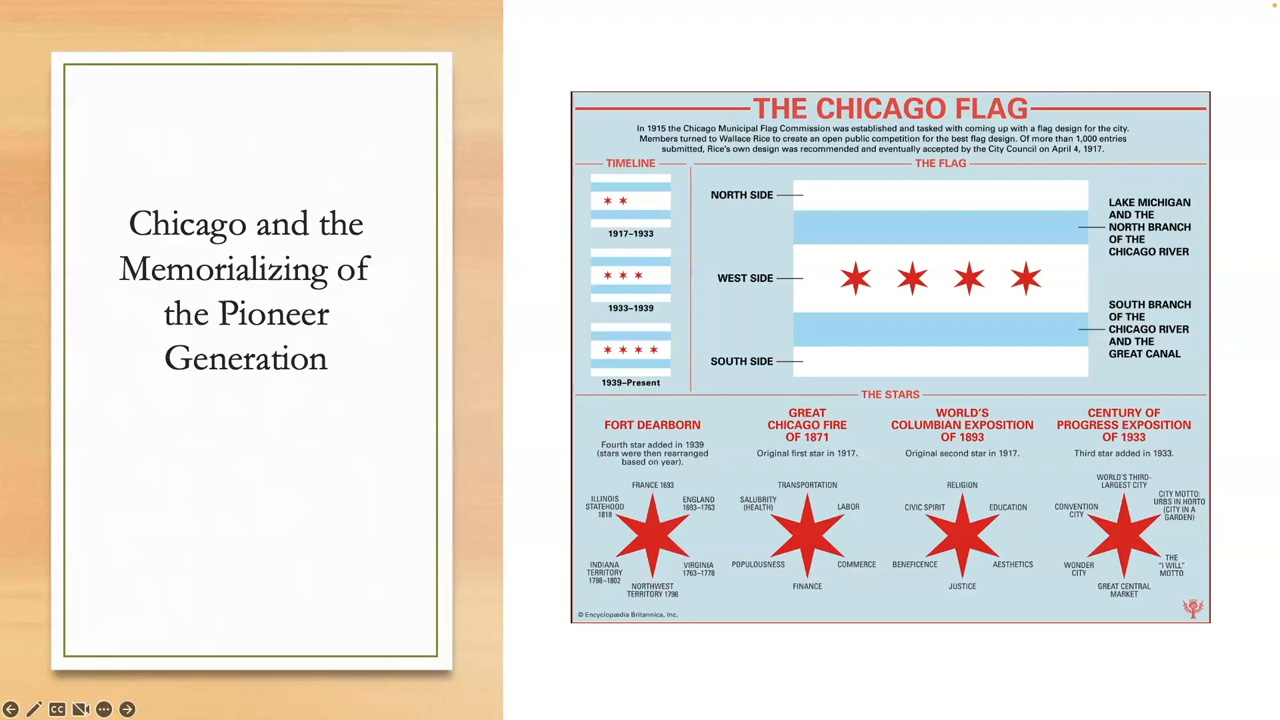 Chicago and the
Memorializing of
the Pioneer
Generation
THE CHICAGO FLAG
In 1915 the Chicago Municipal Flag Commission was established and tasked with coming up with a flag design for the city.
Members turned to Wallace Rice to create an open public competition for the best flag design. Of more than 1,000 entries
submitted, Rice's own design was recommended and eventually accepted by the City Council on April 4, 1917.
TIMELINE
1917–1933
1933–1939
1939–Present
THE FLAG
NORTH SIDE
WEST SIDE
SOUTH SIDE
LAKE MICHIGAN
AND THE
NORTH BRANCH
OF THE
CHICAGO RIVER
SOUTH BRANCH
OF THE
CHICAGO RIVER
AND THE
GREAT CANAL
THE STARS
FORT DEARBORN
Fourth star added in 1939
(stars were then rearranged
based on year).
FRANCE 1693
ENGLAND
1693–1763
VIRGINIA
1763–1778
NORTHWEST
TERRITORY 1798
INDIANA
TERRITORY
1798–1802
ILLINOIS
STATEHOOD
1818
GREAT
CHICAGO FIRE
OF 1871
Original first star in 1917.
TRANSPORTATION
LABOR
COMMERCE
FINANCE
POPULOUSNESS
SALUBRITY
(HEALTH)
WORLD'S
COLUMBIAN EXPOSITION
OF 1893
Original second star in 1917.
RELIGION
EDUCATION
AESTHETICS
JUSTICE
BENEFICENCE
CIVIC SPIRIT
CENTURY OF
PROGRESS EXPOSITION
OF 1933
Third star added in 1933.
WORLD'S THIRD-
LARGEST CITY
CITY MOTTO:
URBS IN HORTO
(CITY IN A
GARDEN)
THE
"I WILL"
MOTTO
GREAT CENTRAL
MARKET
WONDER
CITY
CONVENTION
CITY
© Encyclopædia Britannica, Inc.
CC